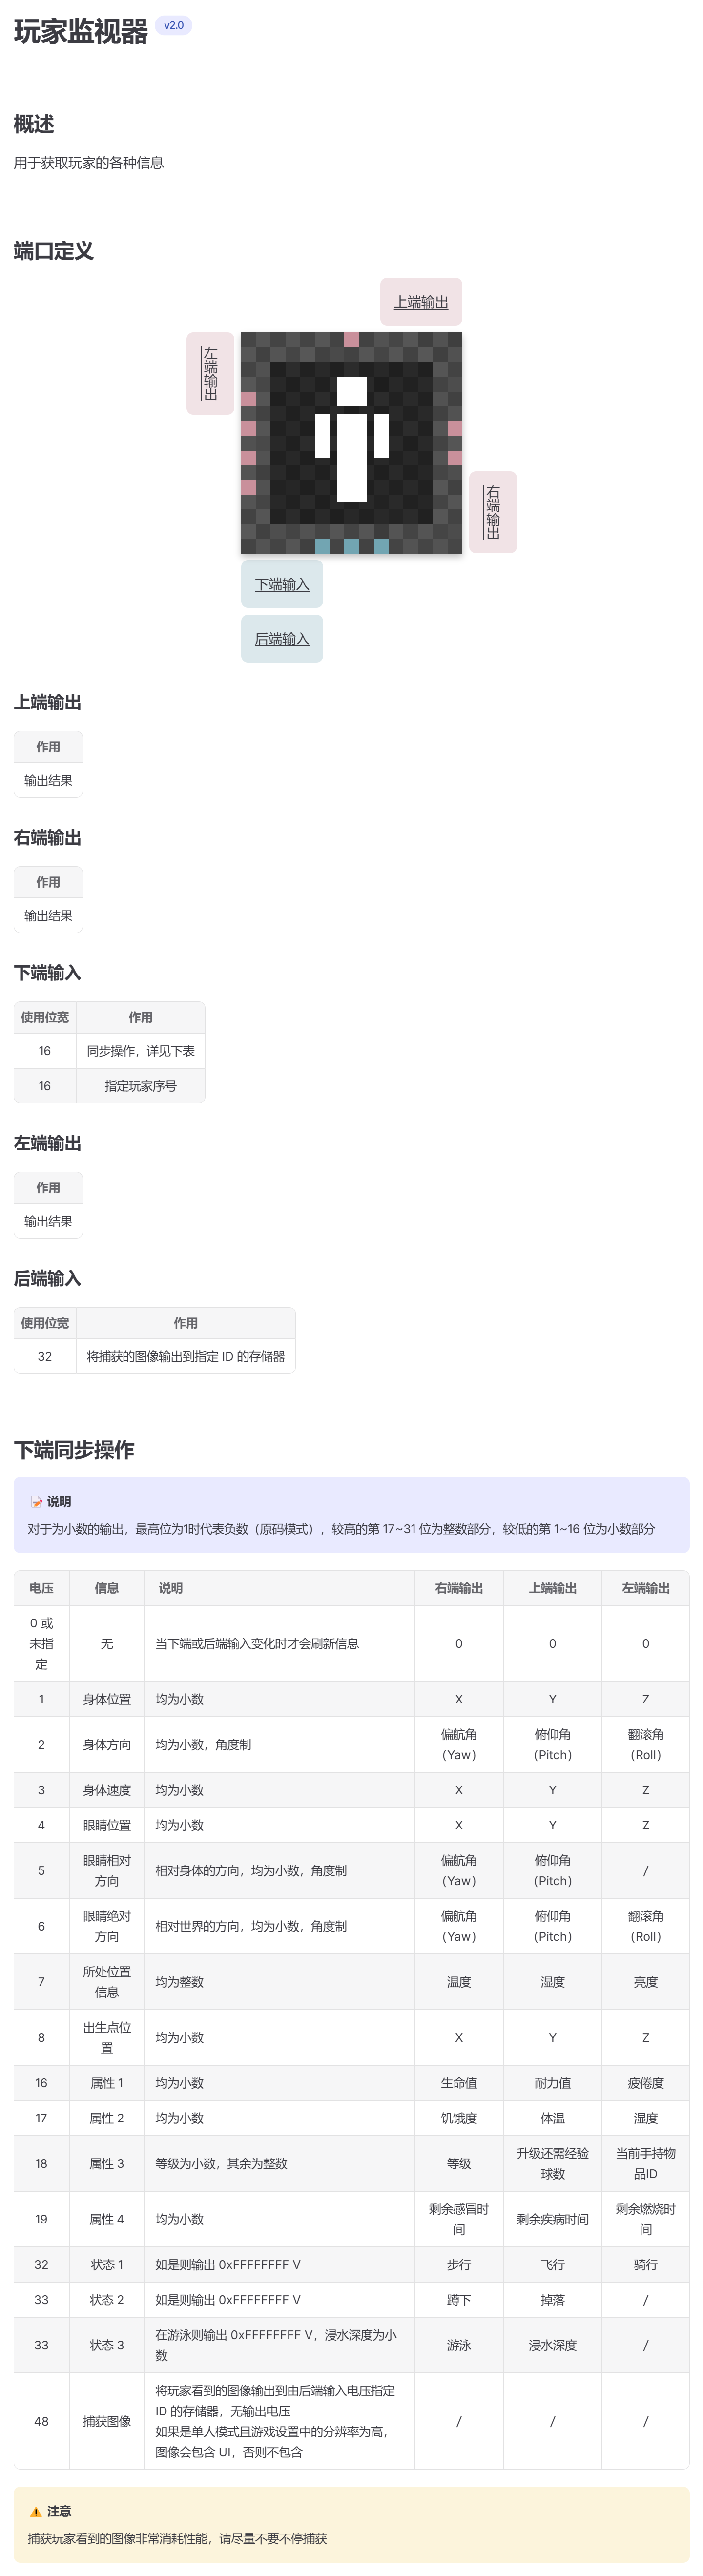 玩家监视器 v2.0
概述
用于获取玩家的各种信息
端口定义
上端输出
左端输出
右端输出
下端输入
后端输入
上端输出
作用
输出结果
右端输出
作用
输出结果
下端输入
使用位宽 作用
16 同步操作，详见下表
16 指定玩家序号
左端输出
作用
输出结果
后端输入
使用位宽 作用
32 将捕获的图像输出到指定 ID 的存储器
下端同步操作
📝 说明
对于为小数的输出，最高位为1时代表负数（原码模式），较高的第 17~31 位为整数部分，较低的第 1~16 位为小数部分
电压 信息 说明 右端输出 上端输出 左端输出
0 或
未指
定
无 当下端或后端输入变化时才会刷新信息 0 0 0
1 身体位置 均为小数 X Y Z
2 身体方向 均为小数，角度制
偏航角
（Yaw）
俯仰角
（Pitch）
翻滚角
（Roll）
3 身体速度 均为小数 X Y Z
4 眼睛位置 均为小数 X Y Z
5
眼睛相对
方向
相对身体的方向，均为小数，角度制
偏航角
（Yaw）
俯仰角
（Pitch）
/
6
眼睛绝对
方向
相对世界的方向，均为小数，角度制
偏航角
（Yaw）
俯仰角
（Pitch）
翻滚角
（Roll）
7
所处位置
信息
均为整数 温度 湿度 亮度
8
出生点位
置
均为小数 X Y Z
16 属性 1 均为小数 生命值 耐力值 疲倦度
17 属性 2 均为小数 饥饿度 体温 湿度
18 属性 3 等级为小数，其余为整数 等级
升级还需经验
球数
当前手持物
品ID
19 属性 4 均为小数
剩余感冒时
间
剩余疾病时间
剩余燃烧时
间
32 状态 1 如是则输出 0xFFFFFFFF V 步行 飞行 骑行
33 状态 2 如是则输出 0xFFFFFFFF V 蹲下 掉落 /
33 状态 3
在游泳则输出 0xFFFFFFFF V，浸水深度为小
数
游泳 浸水深度 /
48 捕获图像
将玩家看到的图像输出到由后端输入电压指定
ID 的存储器，无输出电压
如果是单人模式且游戏设置中的分辨率为高，
图像会包含 UI，否则不包含
/ / /
⚠️ 注意
捕获玩家看到的图像非常消耗性能，请尽量不要不停捕获